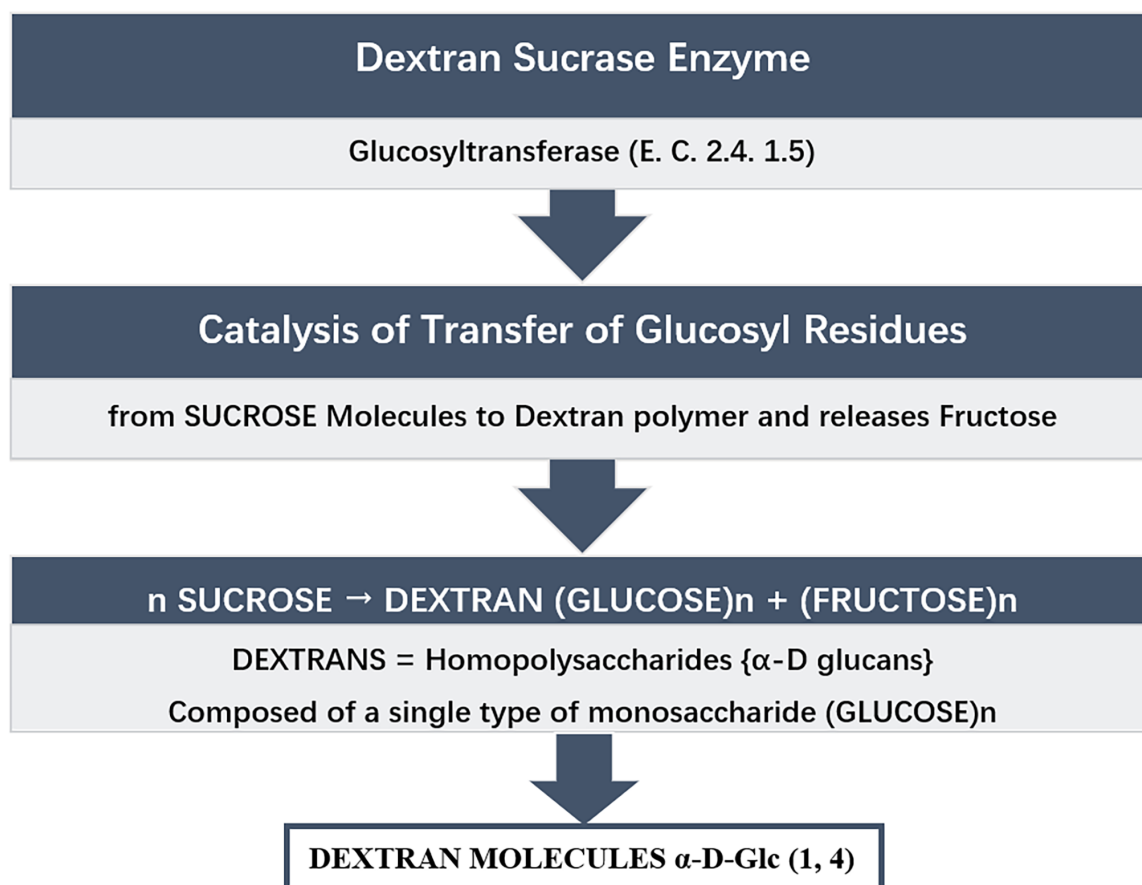 Dextran Sucrase Enzyme
Glucosyltransferase (E. C. 2.4. 1.5)
Catalysis of Transfer of Glucosyl Residues
from SUCROSE Molecules to Dextran polymer and releases Fructose
n SUCROSE → DEXTRAN (GLUCOSE)n + (FRUCTOSE)n
DEXTRANS = Homopolysaccharides {α-D glucans}
Composed of a single type of monosaccharide (GLUCOSE)n
DEXTRAN MOLECULES α-D-Glc (1, 4)